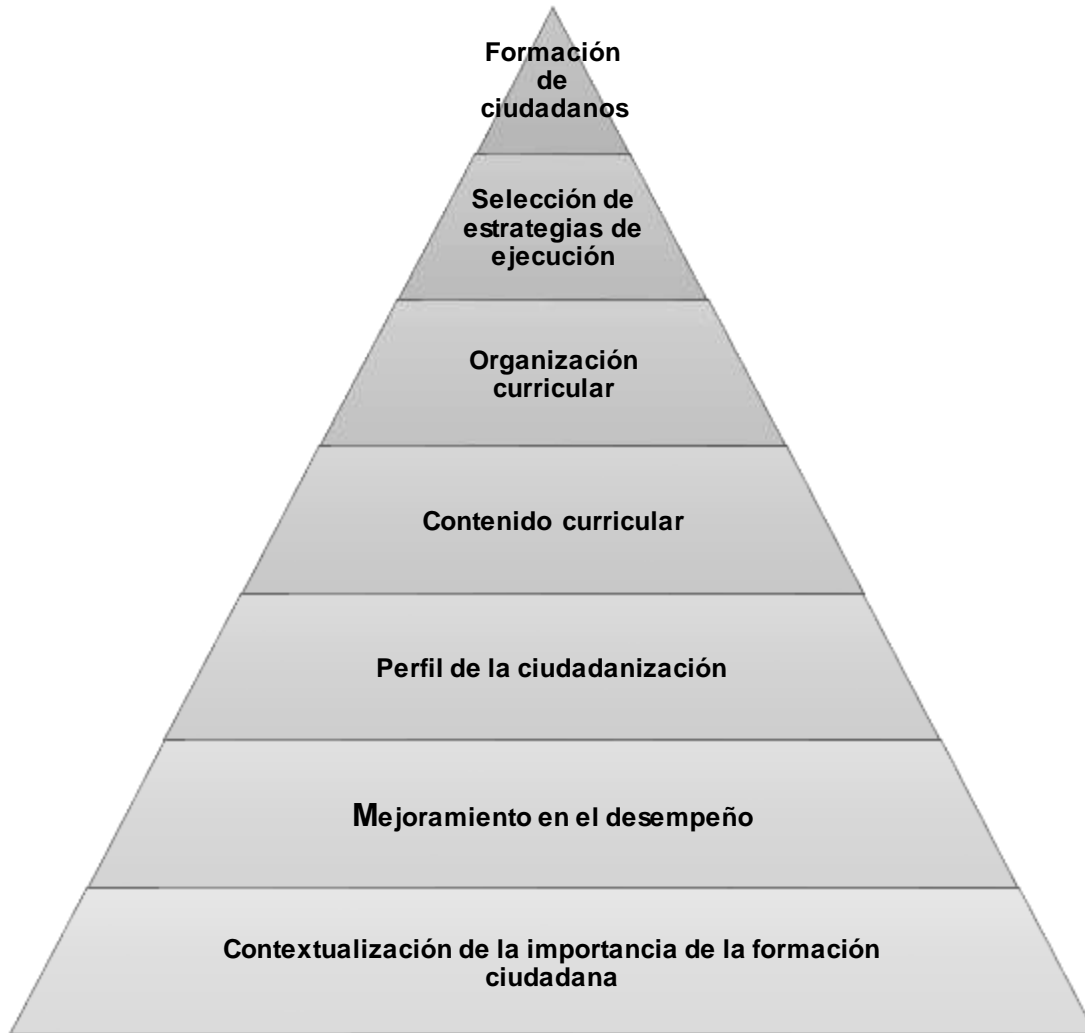 Formación
de
ciudadanos
Selección de
estrategias de
ejecución
Organización
curricular
Contenido curricular
Perfil de la ciudadanización
Mejoramiento en el desempeño
Contextualización de la importancia de la formación
ciudadana